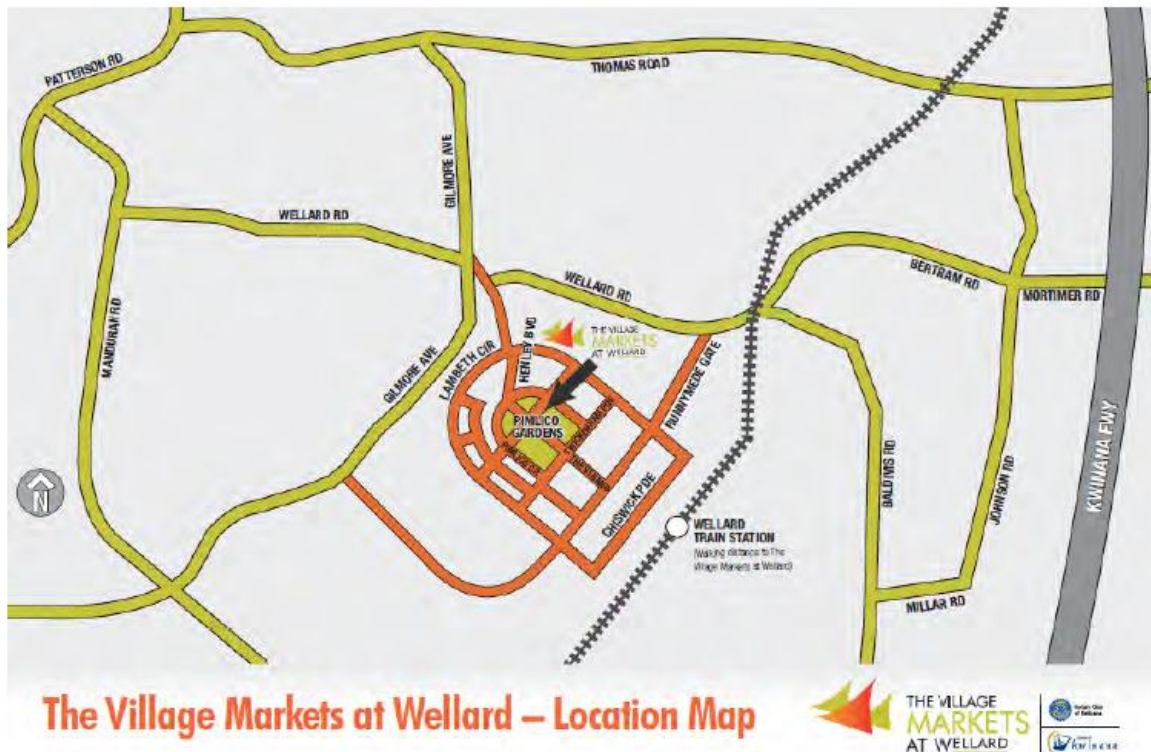 PATTERSON RD
THOMAS ROAD
GILMORE AVE
WELLARD RD
MANDURAH RD
WELLARD RD
BERTRAM RD
MORTIMER RD
KWINANA FWY
HENLEY BVD
THE VILLAGE
MARKETS
AT WELLARD
LAMBETH CIR
GILMORE AVE
RUNNYMEDE GATE
PIMILICO
GARDENS
CHISWICK PDE
BALDIVIS RD
JOHNSON RD
N
WELLARD
TRAIN STATION
(Walking distance to The
Village Markets at Wellard)
MILLAR RD
The Village Markets at Wellard – Location Map
THE VILLAGE
MARKETS
AT WELLARD